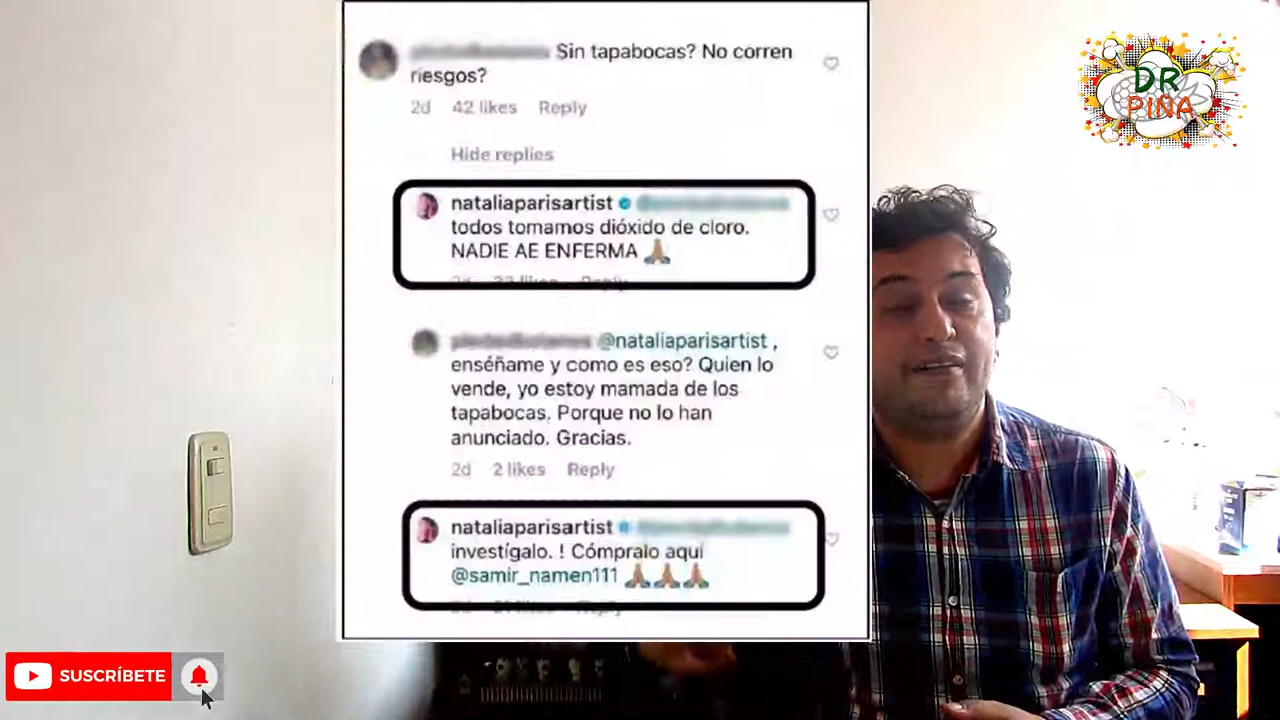 Sin tapabocas? No corren
riesgos?
2d 42 likes Reply
Hide replies
nataliaparisartist
todos tomamos dióxido de cloro.
NADIE AE ENFERMA 🙏🏽
@nataliaparisartist ,
enséñame y como es eso? Quien lo
vende, yo estoy mamada de los
tapabocas. Porque no lo han
anunciado. Gracias.
2d 2 likes Reply
nataliaparisartist
investígalo. ! Cómpralo aquí
@samir_namen111 🙏🏽🙏🏽🙏🏽
DR
PIÑA
SUSCRÍBETE